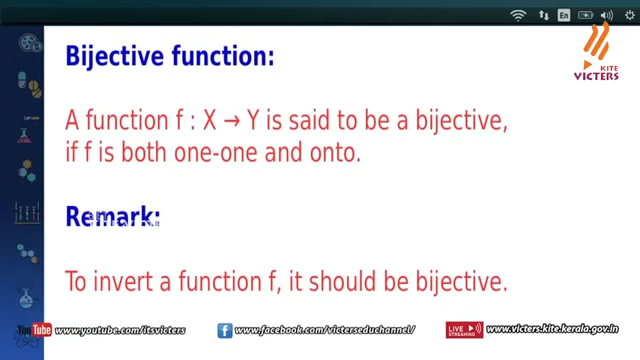 En
KITE
VICTERS
Bijective function:
A function f : X → Y is said to be a bijective,
if f is both one-one and onto.
Remark:
To invert a function f, it should be bijective.
YouTube www.youtube.com/itsvicters f www.facebook.com/victerseduchannel/ LIVE STREAMING www.victers.kite.kerala.gov.in